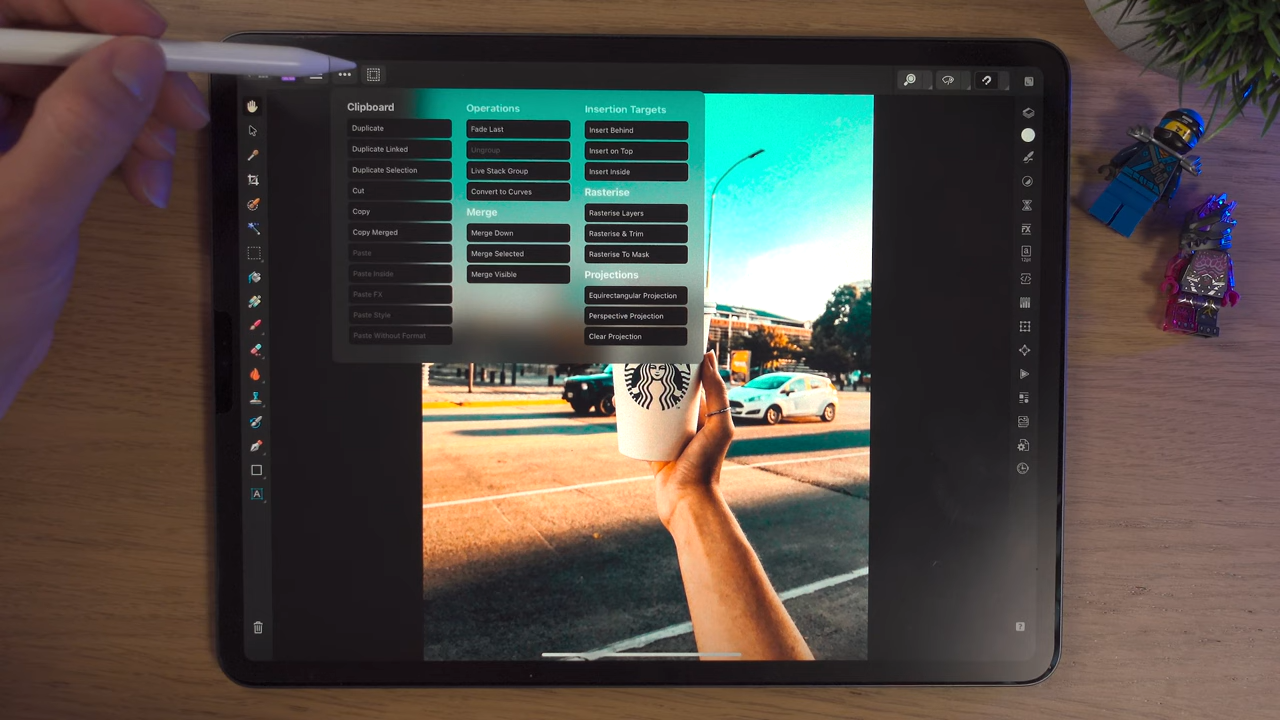 Clipboard
Duplicate
Duplicate Linked
Duplicate Selection
Cut
Copy
Copy Merged
Paste
Paste Inside
Paste FX
Paste Style
Paste Without Format
Operations
Fade Last
Ungroup
Live Stack Group
Convert to Curves
Merge
Merge Down
Merge Selected
Merge Visible
Insertion Targets
Insert Behind
Insert on Top
Insert Inside
Rasterise
Rasterise Layers
Rasterise & Trim
Rasterise To Mask
Projections
Equirectangular Projection
Perspective Projection
Clear Projection
FX
a
A
?